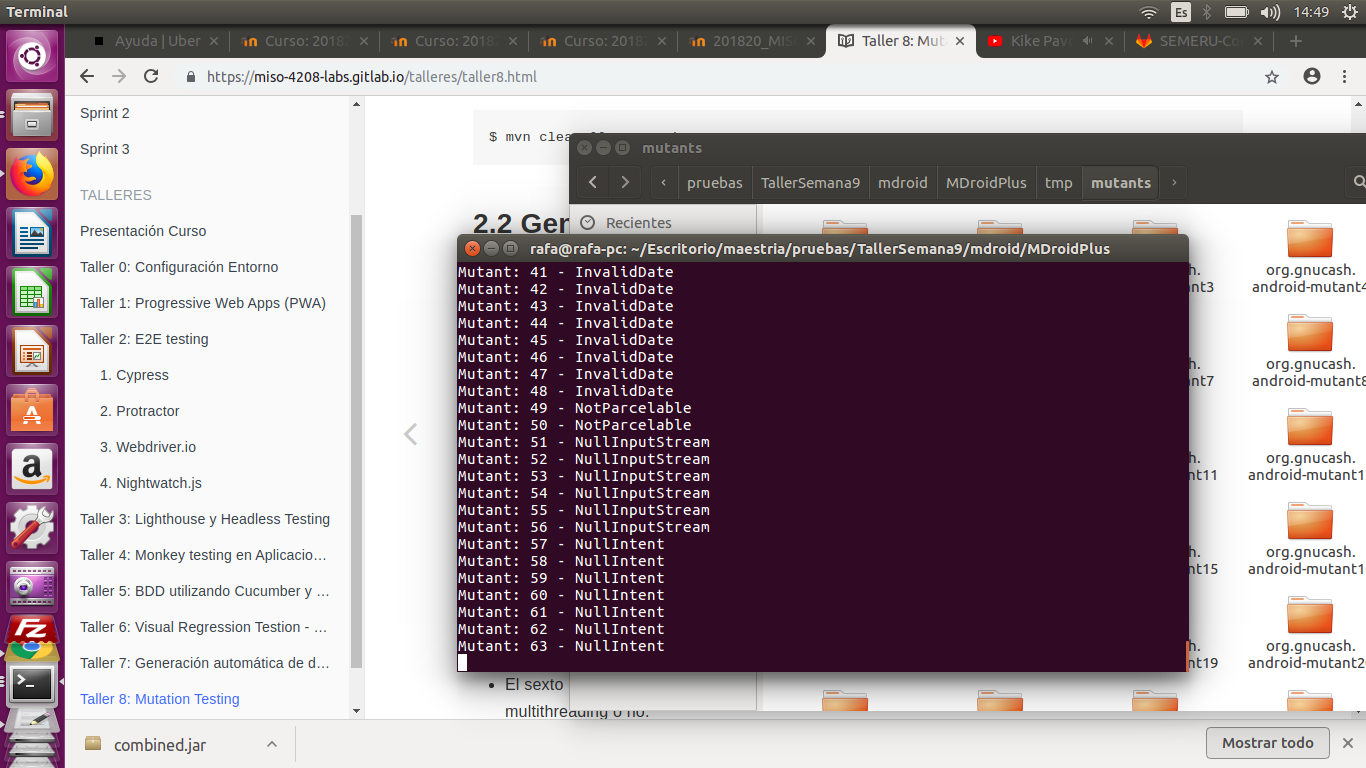 Terminal
Es
14:49
Ayuda | Uber
Curso: 2018
Curso: 2018
Curso: 2018
201820_MIS
Taller 8: Mut
Kike Pav
SEMERU-Co
https://miso-4208-labs.gitlab.io/talleres/taller8.html
Sprint 2
Sprint 3
TALLERES
Presentación Curso
Taller 0: Configuración Entorno
Taller 1: Progressive Web Apps (PWA)
Taller 2: E2E testing
1. Cypress
2. Protractor
3. Webdriver.io
4. Nightwatch.js
Taller 3: Lighthouse y Headless Testing
Taller 4: Monkey testing en Aplicacio…
Taller 5: BDD utilizando Cucumber y …
Taller 6: Visual Regression Testion - …
Taller 7: Generación automática de d…
Taller 8: Mutation Testing
$ mvn clea
2.2 Gen
El sexto
multithreading o no.
mutants
pruebas
TallerSemana9
mdroid
MDroidPlus
tmp
mutants
Recientes
rafa@rafa-pc: ~/Escritorio/maestria/pruebas/TallerSemana9/mdroid/MDroidPlus
Mutant: 41 - InvalidDate
Mutant: 42 - InvalidDate
Mutant: 43 - InvalidDate
Mutant: 44 - InvalidDate
Mutant: 45 - InvalidDate
Mutant: 46 - InvalidDate
Mutant: 47 - InvalidDate
Mutant: 48 - InvalidDate
Mutant: 49 - NotParcelable
Mutant: 50 - NotParcelable
Mutant: 51 - NullInputStream
Mutant: 52 - NullInputStream
Mutant: 53 - NullInputStream
Mutant: 54 - NullInputStream
Mutant: 55 - NullInputStream
Mutant: 56 - NullInputStream
Mutant: 57 - NullIntent
Mutant: 58 - NullIntent
Mutant: 59 - NullIntent
Mutant: 60 - NullIntent
Mutant: 61 - NullIntent
Mutant: 62 - NullIntent
Mutant: 63 - NullIntent
sh.
nt3
org.gnucash.
android-mutant4
nt7
org.gnucash.
android-mutant8
h.
nt11
org.gnucash.
android-mutant1
h.
nt15
org.gnucash.
android-mutant16
h.
nt19
org.gnucash.
android-mutant20
combined.jar
Mostrar todo